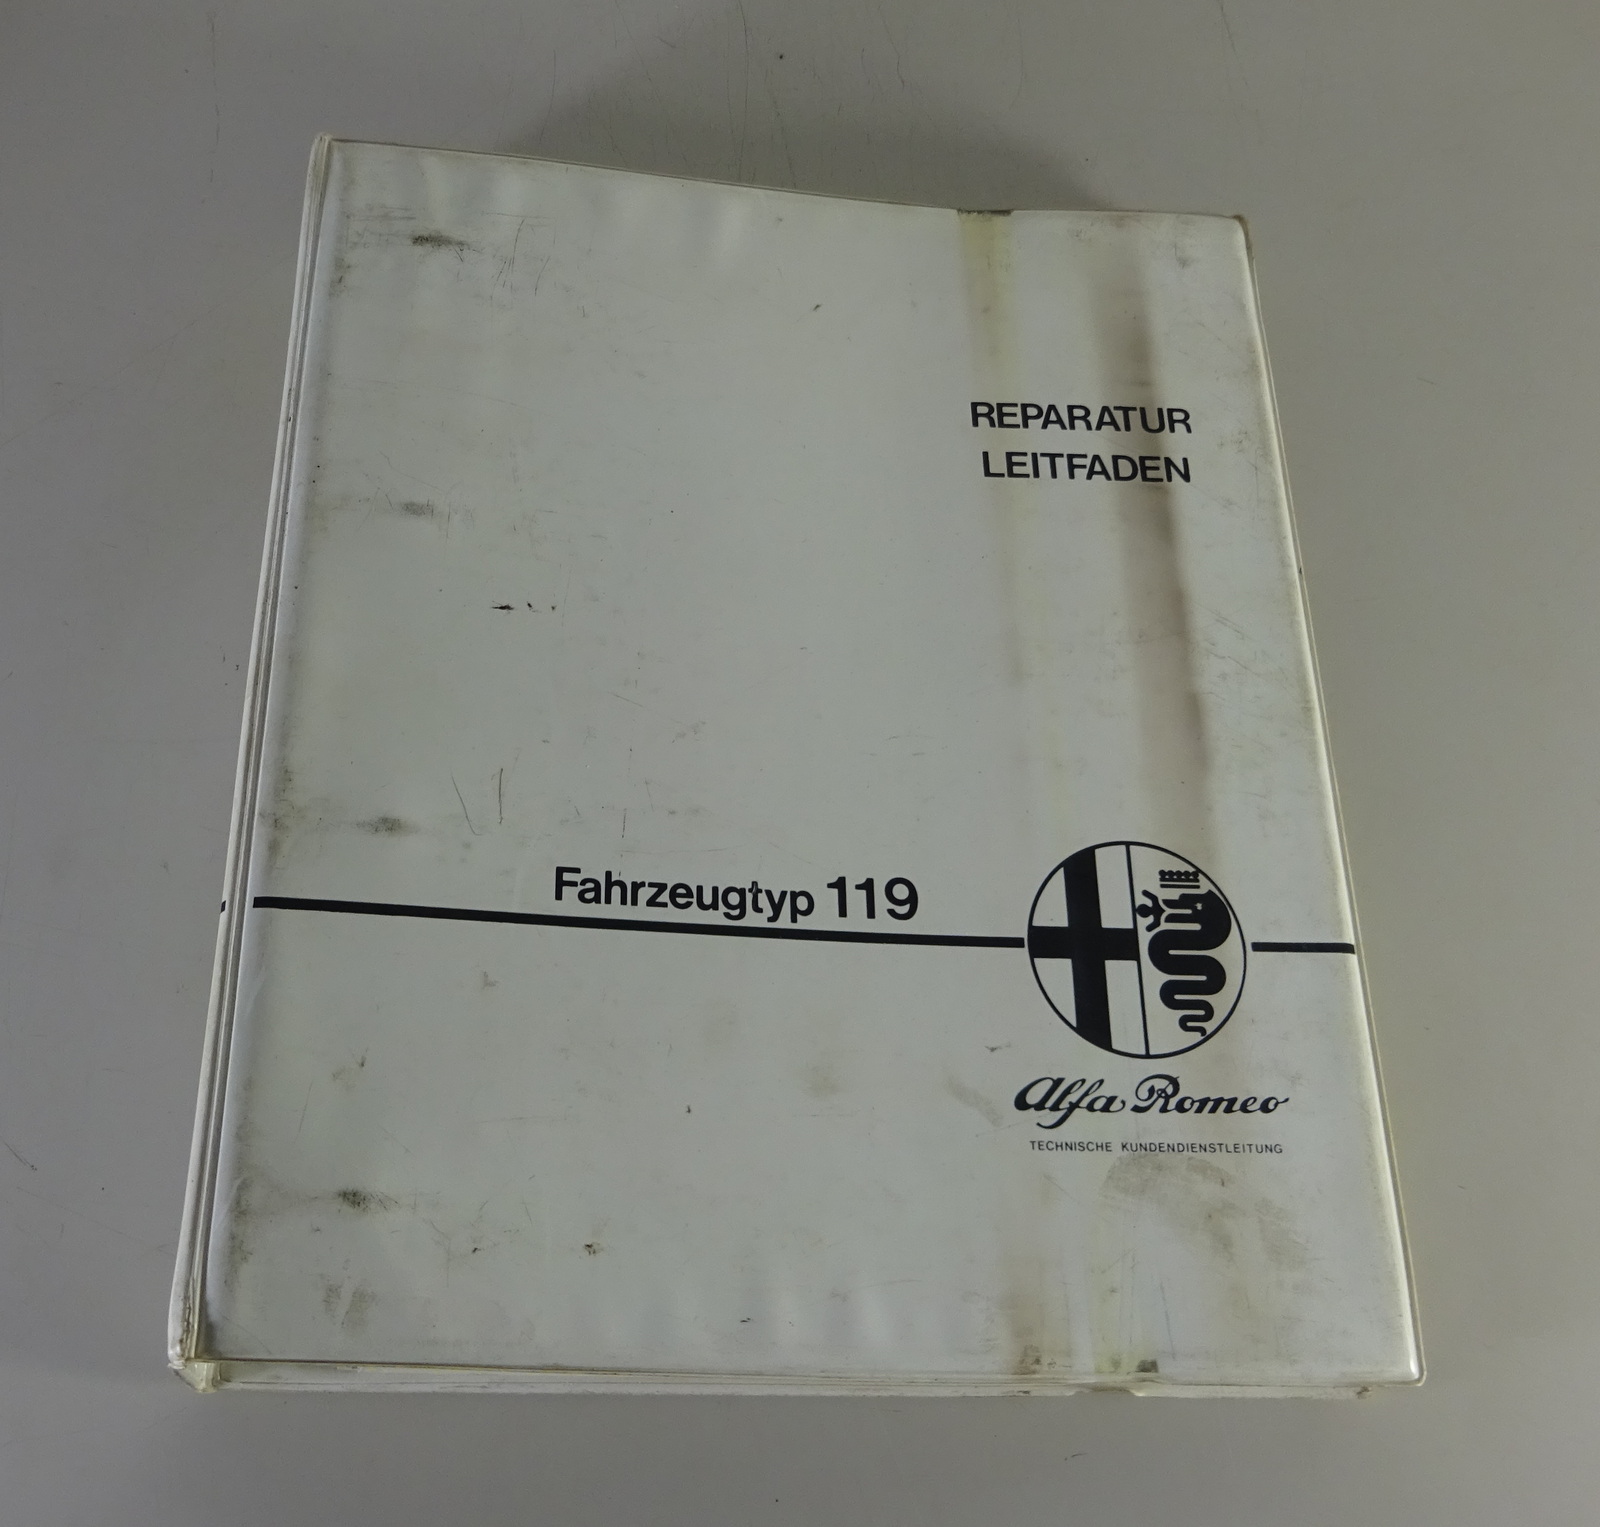 REPARATUR
LEITFADEN
Fahrzeugtyp 119
Alfa Romeo
TECHNISCHE KUNDENDIENSTLEITUNG